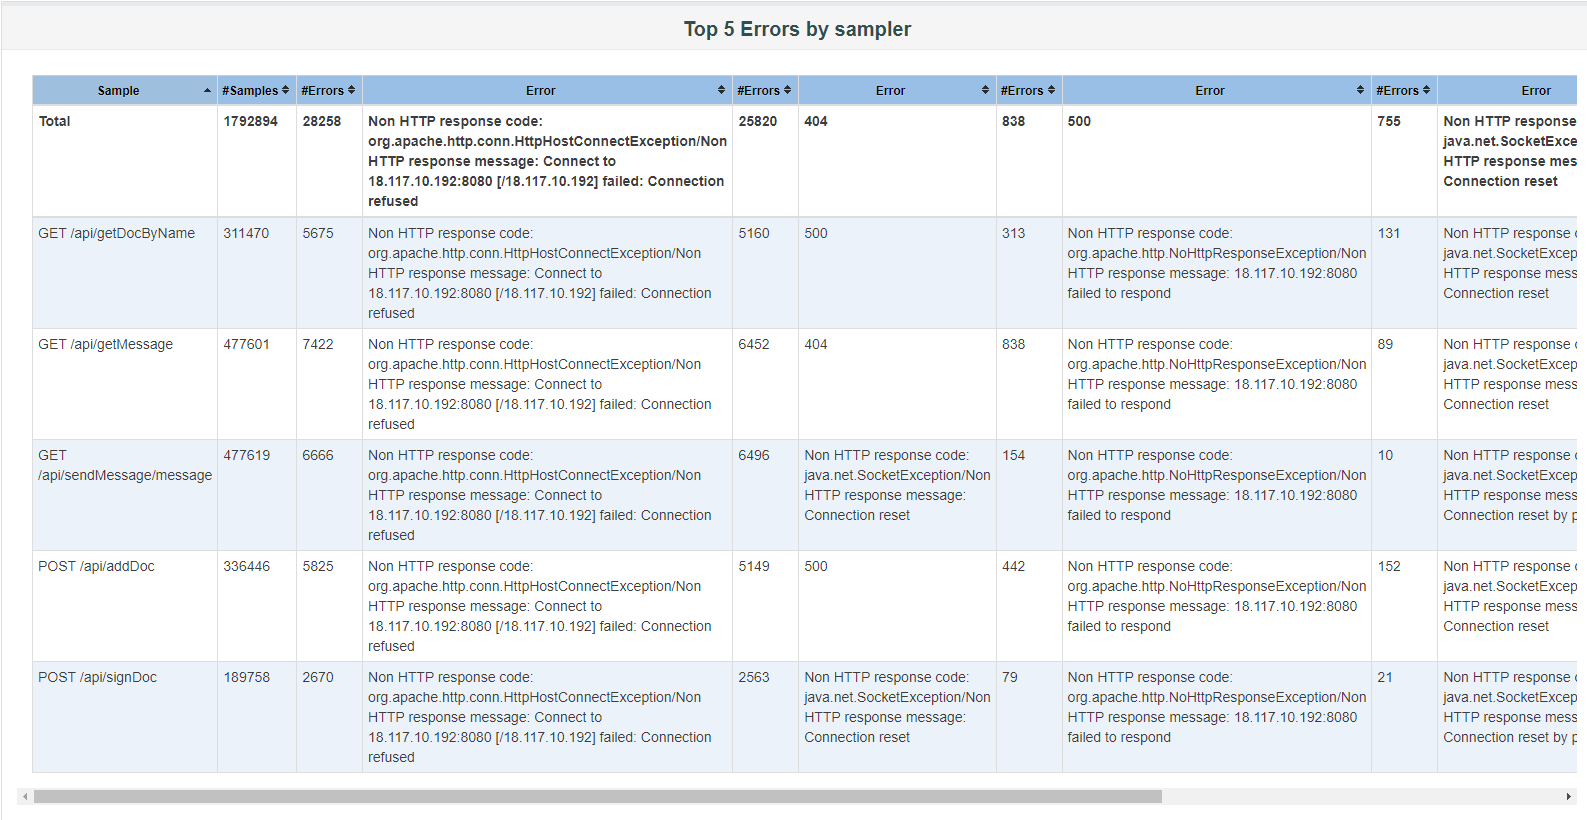 Top 5 Errors by sampler
Sample #Samples #Errors Error #Errors Error #Errors Error #Errors Error
Total 1792894 28258 Non HTTP response code: 25820 404 838 500 755 Non HTTP response
org.apache.http.conn.HttpHostConnectException/Non java.net.SocketExce
HTTP response message: Connect to HTTP response mes
18.117.10.192:8080 [/18.117.10.192] failed: Connection Connection reset
refused
GET /api/getDocByName 311470 5675 Non HTTP response code: 5160 500 313 Non HTTP response code: 131 Non HTTP response c
org.apache.http.conn.HttpHostConnectException/Non org.apache.http.NoHttpResponseException/Non java.net.SocketExcep
HTTP response message: Connect to HTTP response message: 18.117.10.192:8080 HTTP response mess
18.117.10.192:8080 [/18.117.10.192] failed: Connection failed to respond Connection reset
refused
GET /api/getMessage 477601 7422 Non HTTP response code: 6452 404 838 Non HTTP response code: 89 Non HTTP response c
org.apache.http.conn.HttpHostConnectException/Non org.apache.http.NoHttpResponseException/Non java.net.SocketExcep
HTTP response message: Connect to HTTP response message: 18.117.10.192:8080 HTTP response mess
18.117.10.192:8080 [/18.117.10.192] failed: Connection failed to respond Connection reset
refused
GET 477619 6666 Non HTTP response code: 6496 Non HTTP response code: 154 Non HTTP response code: 10 Non HTTP response c
/api/sendMessage/message org.apache.http.conn.HttpHostConnectException/Non java.net.SocketException/Non org.apache.http.NoHttpResponseException/Non java.net.SocketExcep
HTTP response message: Connect to HTTP response message: HTTP response message: 18.117.10.192:8080 HTTP response mess
18.117.10.192:8080 [/18.117.10.192] failed: Connection Connection reset failed to respond Connection reset by p
refused
POST /api/addDoc 336446 5825 Non HTTP response code: 5149 500 442 Non HTTP response code: 152 Non HTTP response c
org.apache.http.conn.HttpHostConnectException/Non org.apache.http.NoHttpResponseException/Non java.net.SocketExcep
HTTP response message: Connect to HTTP response message: 18.117.10.192:8080 HTTP response mess
18.117.10.192:8080 [/18.117.10.192] failed: Connection failed to respond Connection reset
refused
POST /api/signDoc 189758 2670 Non HTTP response code: 2563 Non HTTP response code: 79 Non HTTP response code: 21 Non HTTP response c
org.apache.http.conn.HttpHostConnectException/Non java.net.SocketException/Non org.apache.http.NoHttpResponseException/Non java.net.SocketExcep
HTTP response message: Connect to HTTP response message: HTTP response message: 18.117.10.192:8080 HTTP response mess
18.117.10.192:8080 [/18.117.10.192] failed: Connection Connection reset failed to respond Connection reset by p
refused